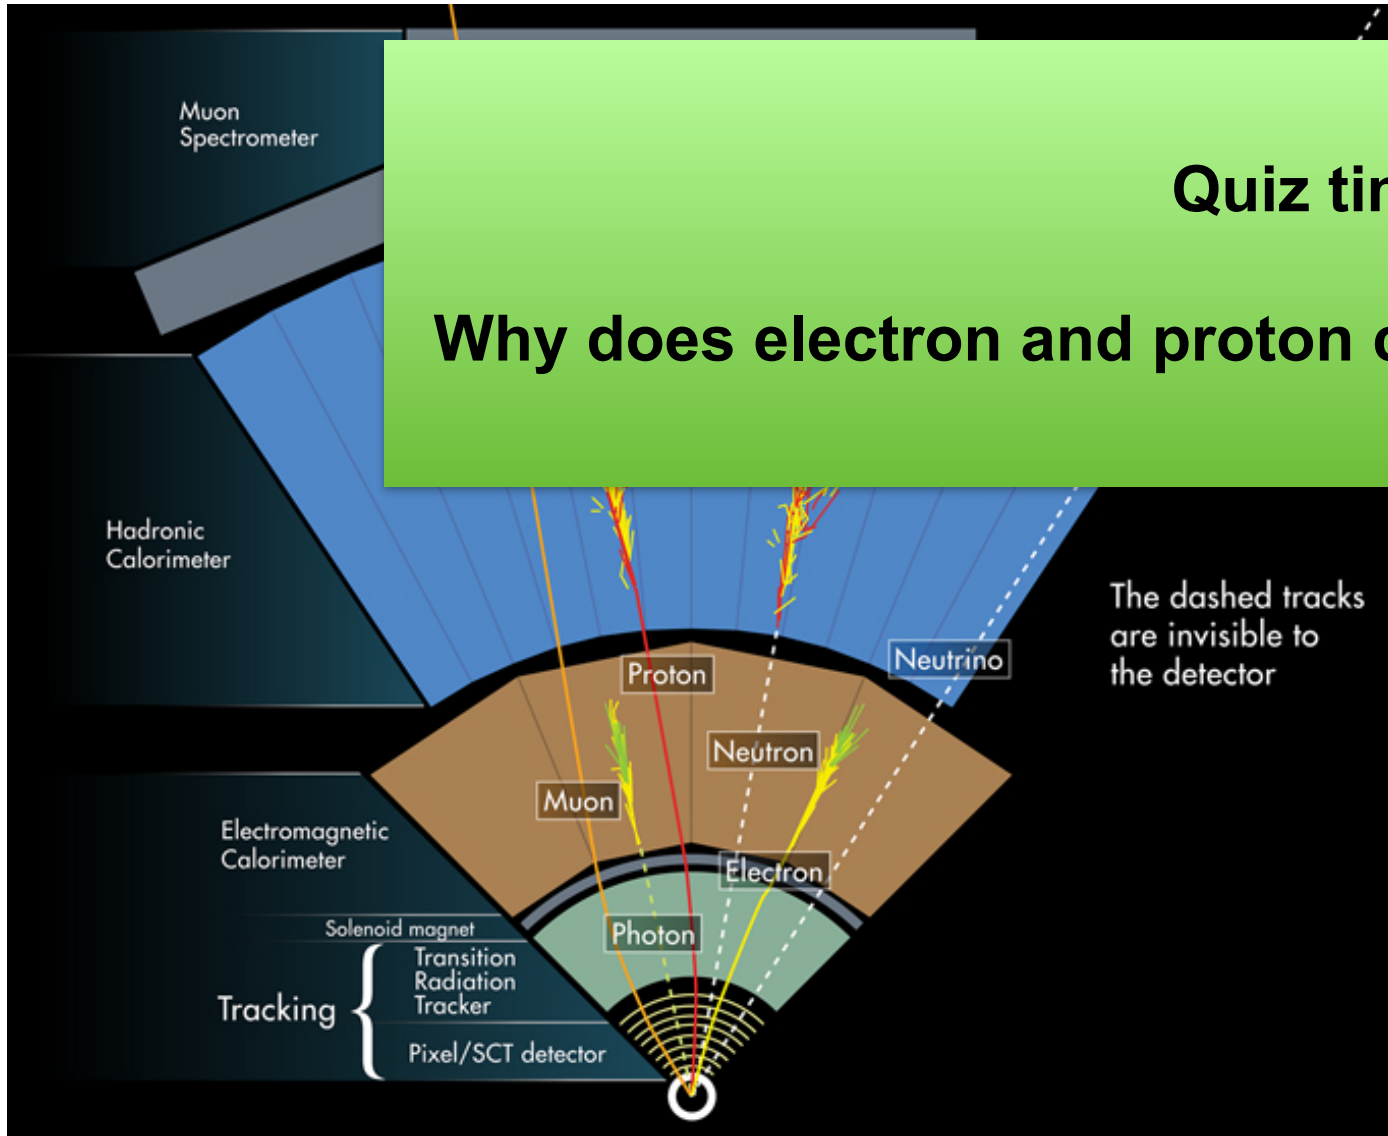 Muon
Spectrometer
Quiz
Why does electron and proton
Hadronic
Calorimeter
The dashed tracks
are invisible to
the detector
Neutrino
Proton
Neutron
Muon
Electromagnetic
Calorimeter
Electron
Solenoid magnet
Photon
Transition
Radiation
Tracker
Tracking
Pixel/SCT detector